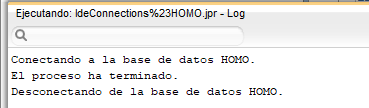 Ejecutando: IdeConnections%23HOMO.jpr - Log
Conectando a la base de datos HOMO.
El proceso ha terminado.
Desconectando de la base de datos HOMO.